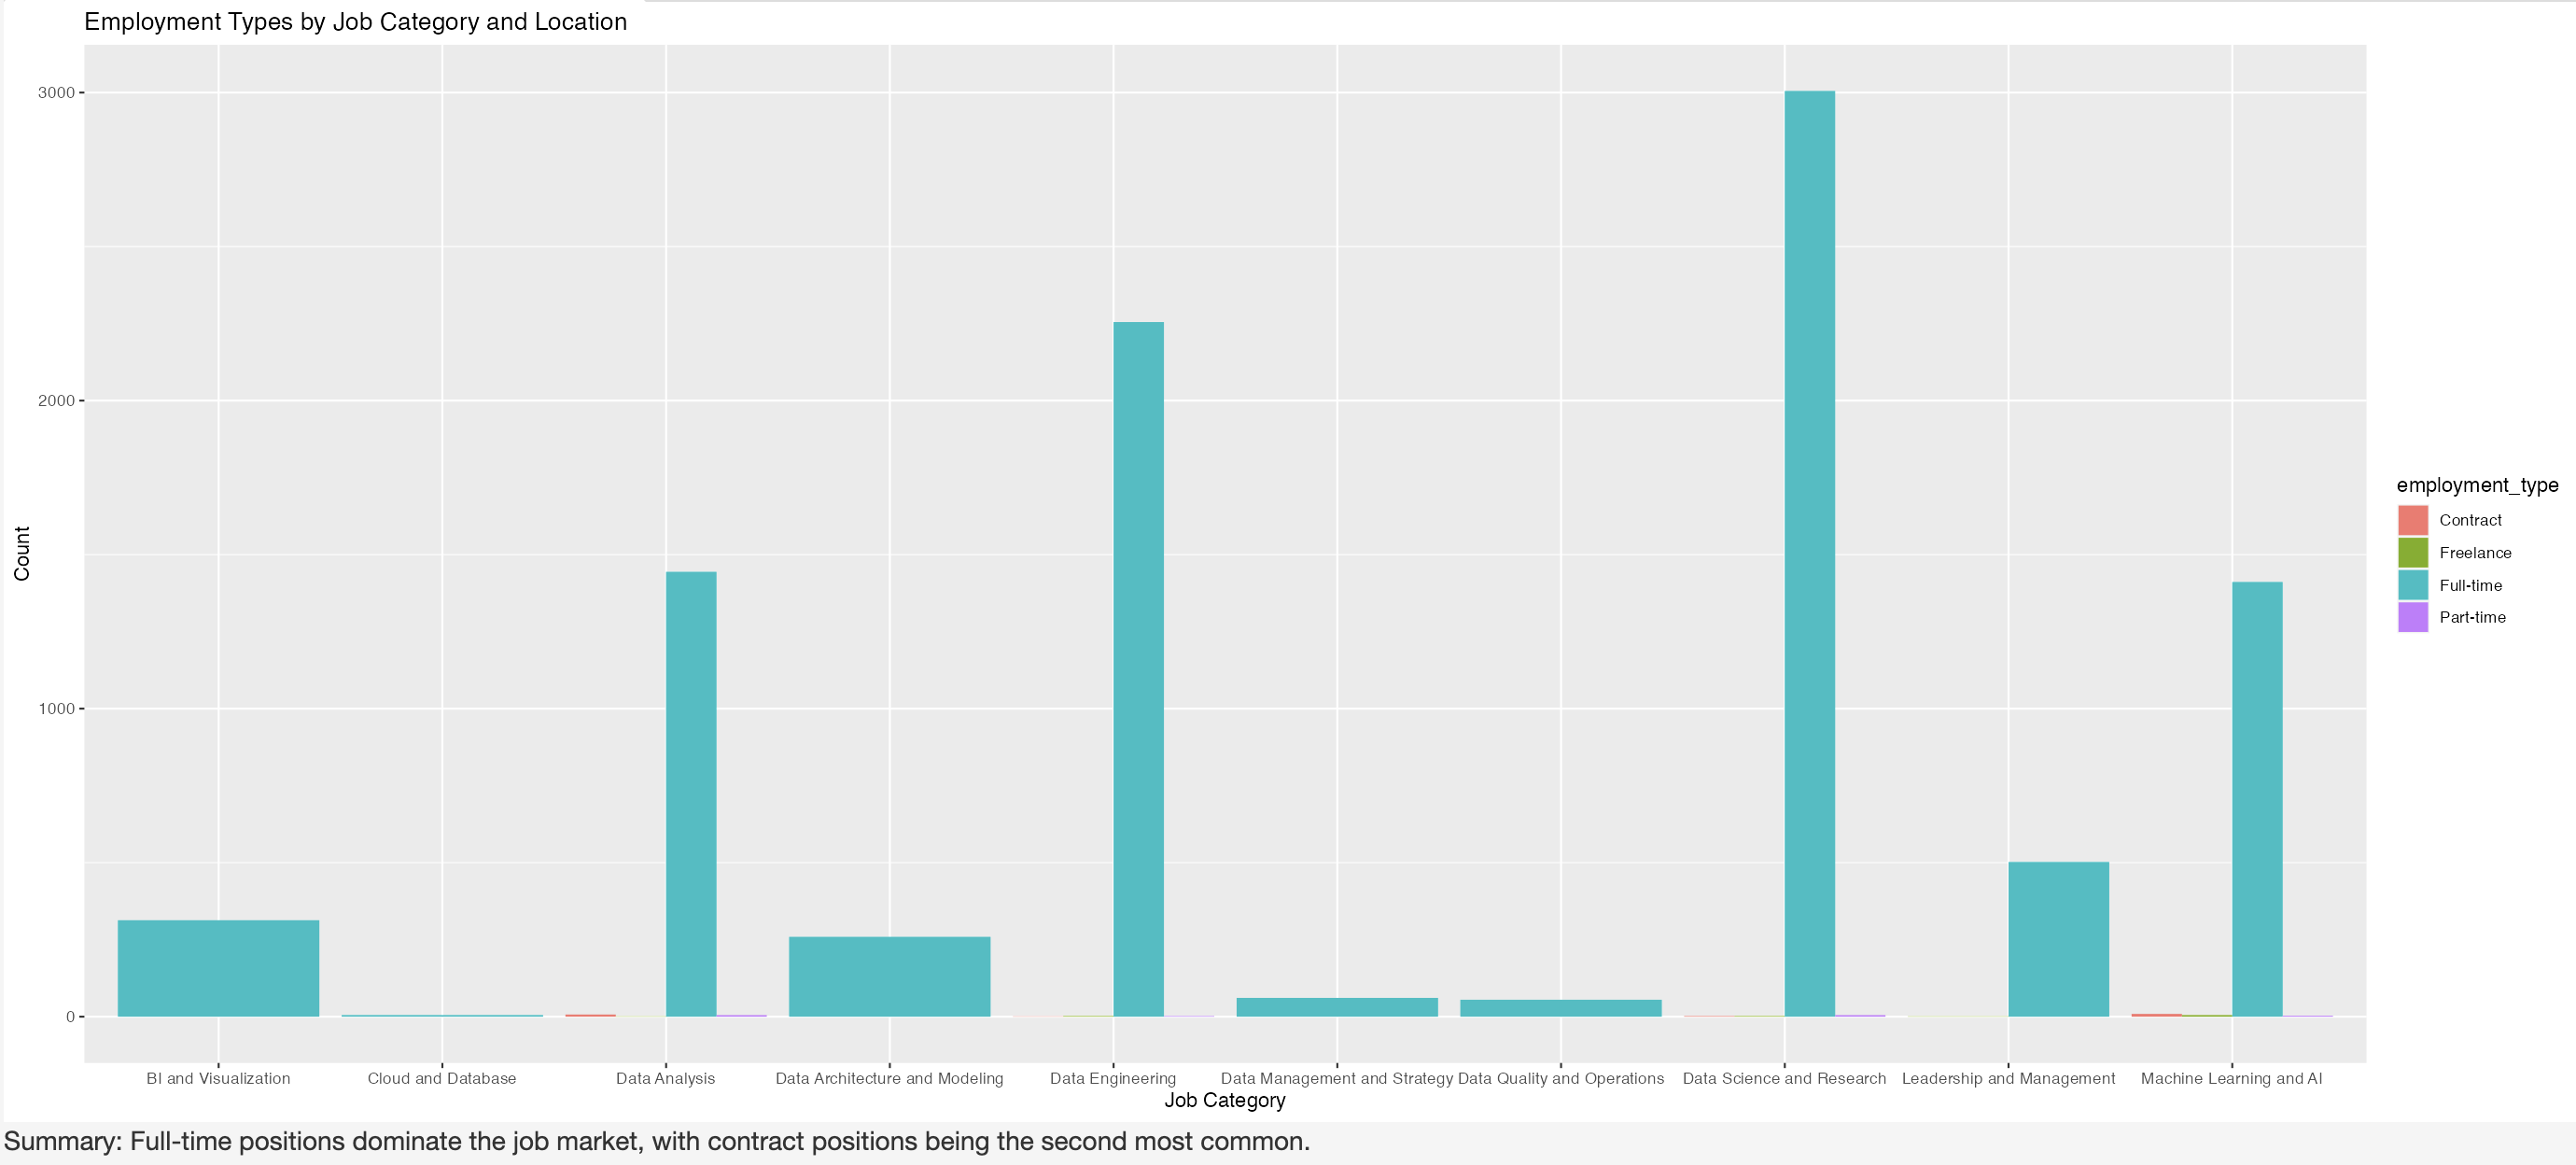 Employment Types by Job Category and Location
3000
2000
1000
0
Count
BI and Visualization
Cloud and Database
Data Analysis
Data Architecture and Modeling
Data Engineering
Data Management and Strategy
Data Quality and Operations
Data Science and Research
Leadership and Management
Machine Learning and AI
Job Category
employment_type
Contract
Freelance
Full-time
Part-time
Summary: Full-time positions dominate the job market, with contract positions being the second most common.